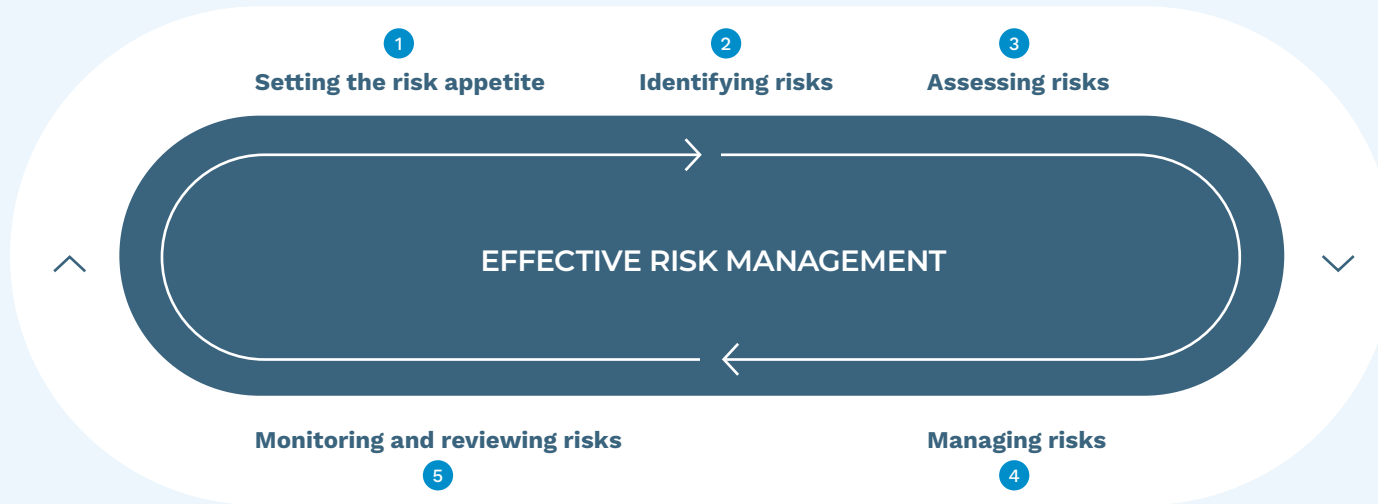 1
Setting the risk appetite
2
Identifying risks
3
Assessing risks
EFFECTIVE RISK MANAGEMENT
Monitoring and reviewing risks
5
Managing risks
4